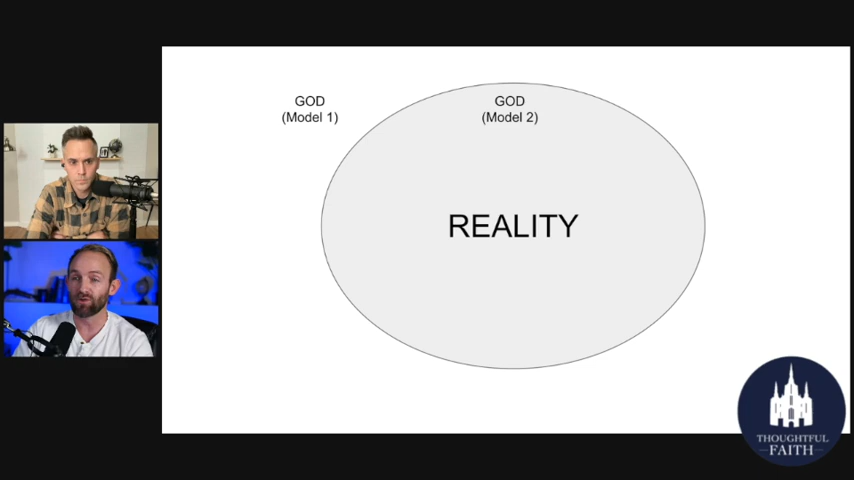 GOD
(Model 1)
GOD
(Model 2)
REALITY
THOUGHTFUL
FAITH